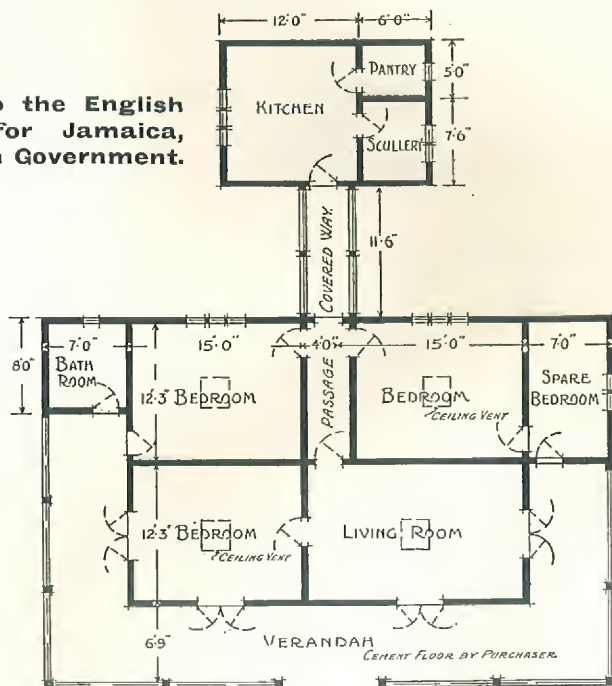 o the English
for Jamaica,
n Government.
12'0" 6'0"
KITCHEN
PANTRY
5'0"
SCULLERY
7'6"
COVERED WAY.
11'6"
8'0"
7'0" 15'0" 4'0" 15'0" 7'0"
BATH
ROOM
12'3" BEDROOM
PASSAGE
BEDROOM
CEILING VENT
SPARE
BEDROOM
12'3" BEDROOM
CEILING VENT
LIVING ROOM
6'9"
VERANDAH
CEMENT FLOOR BY PURCHASER.